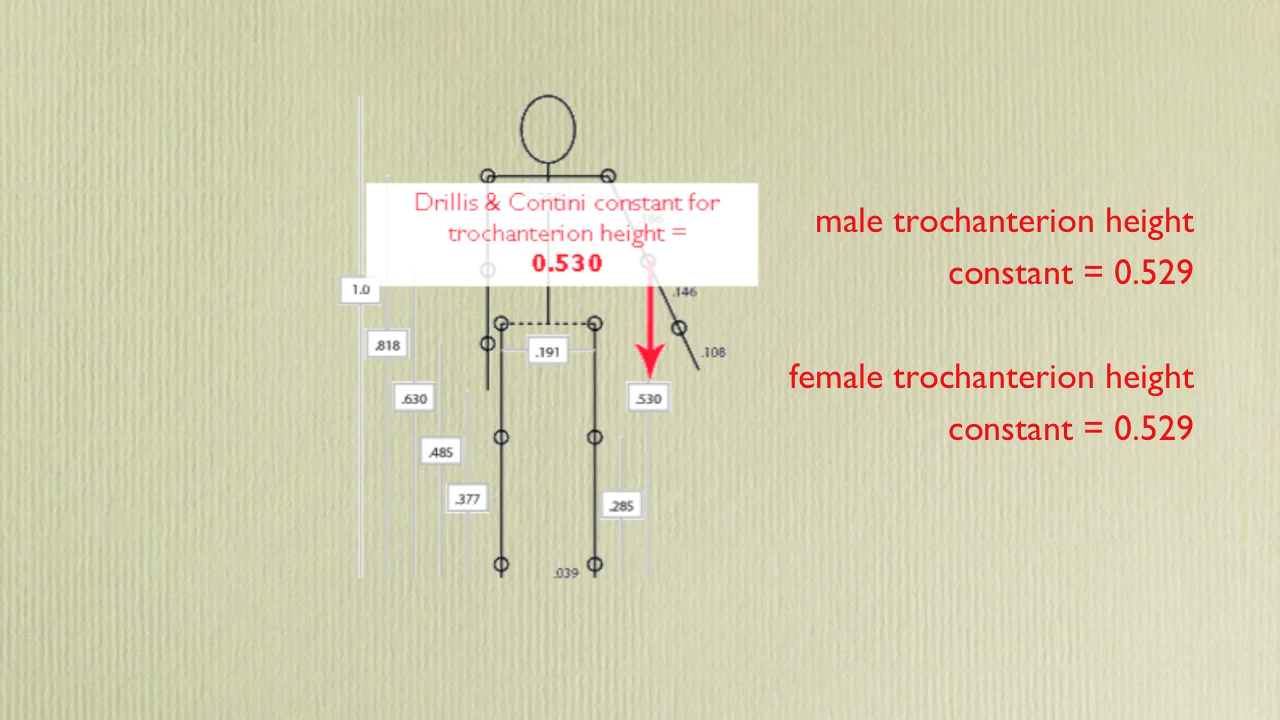 Drillis & Contini constant for
trochanterion height =
0.530
male trochanterion height
constant = 0.529
female trochanterion height
constant = 0.529
1.0
.818
.630
.485
.377
.191
.146
.108
.530
.285
.039